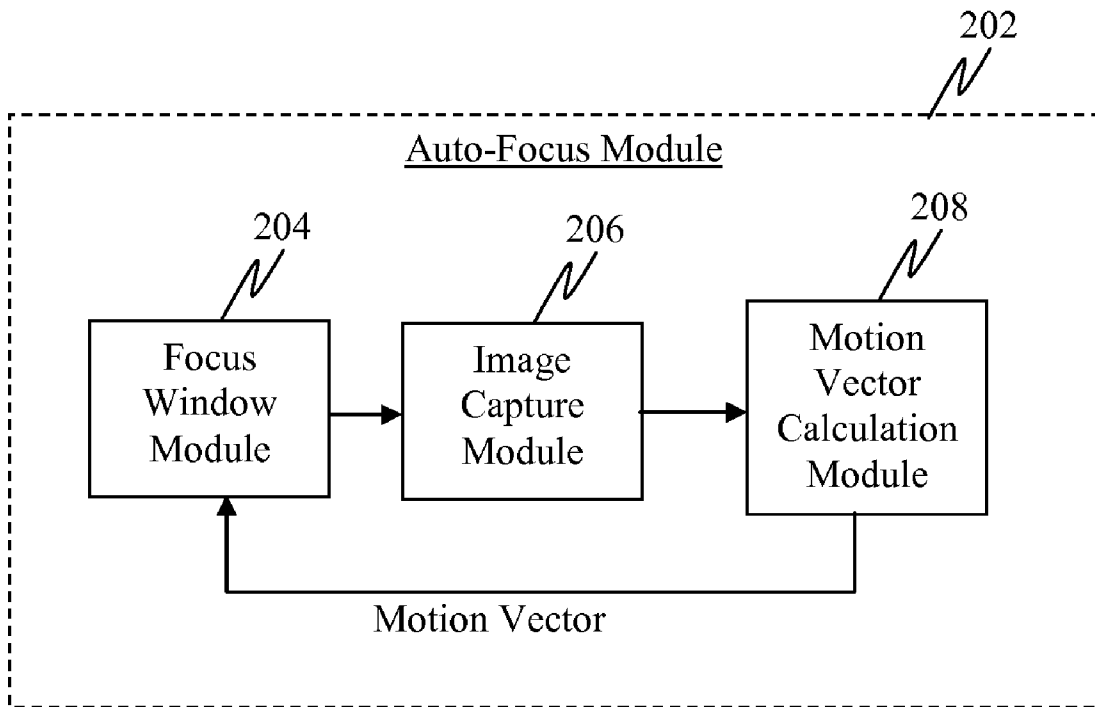 202
Auto-Focus Module
204
206
208
Focus
Window
Module
Image
Capture
Module
Motion
Vector
Calculation
Module
Motion Vector